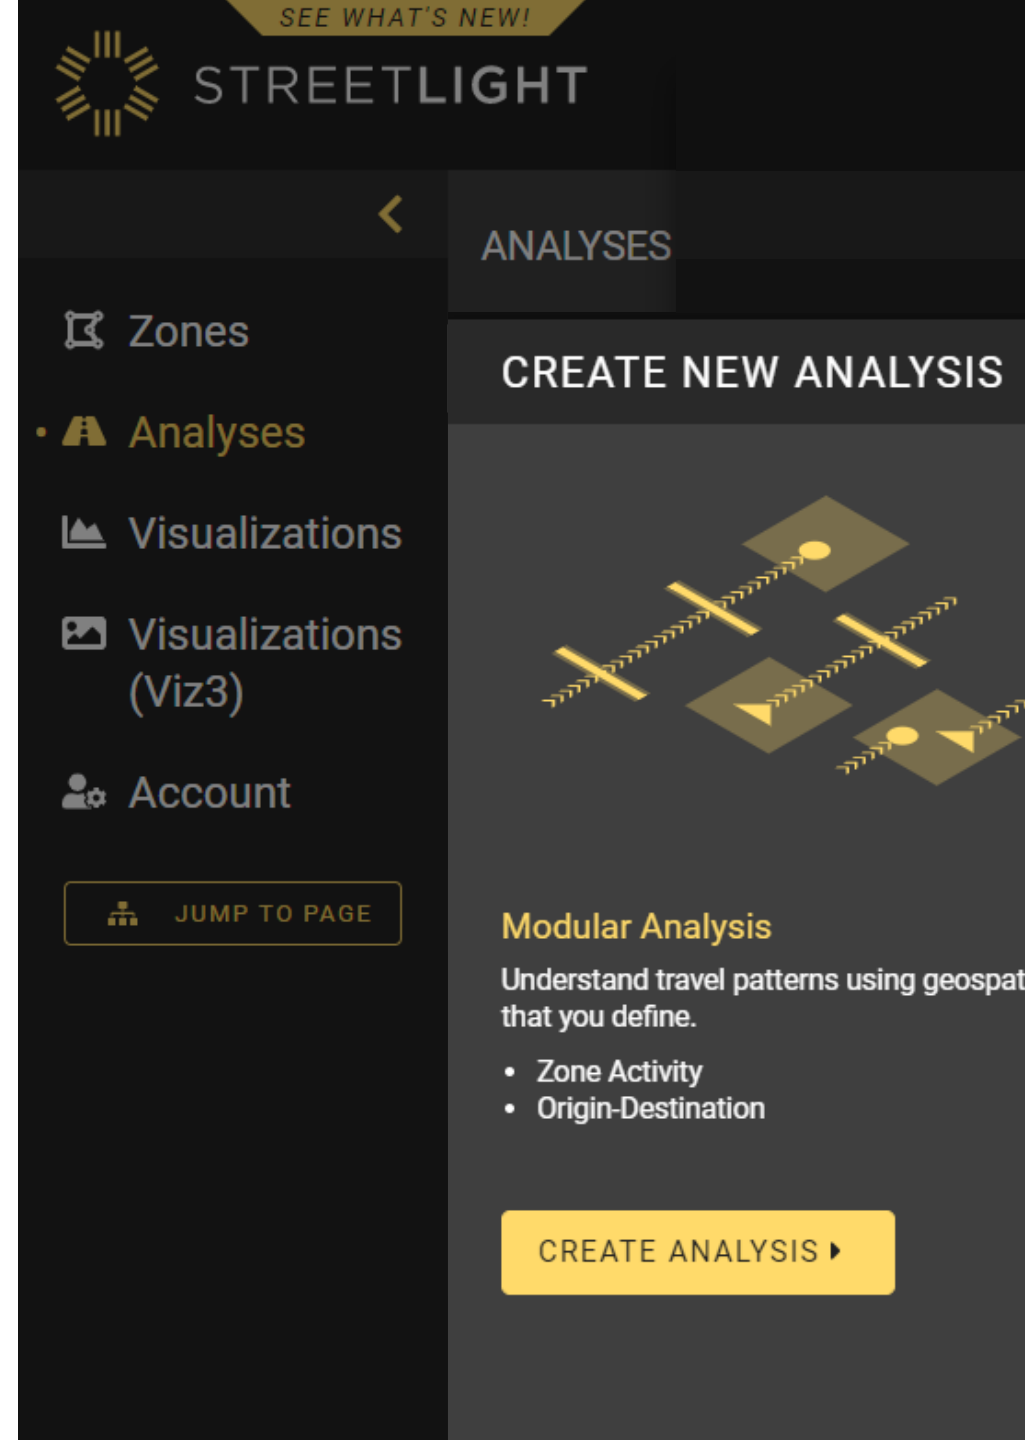 SEE WHAT'S NEW!
STREETLIGHT
ANALYSES
Zones
Analyses
Visualizations
Visualizations
(Viz3)
Account
JUMP TO PAGE
CREATE NEW ANALYSIS
Modular Analysis
Understand travel patterns using geospat
that you define.
• Zone Activity
• Origin-Destination
CREATE ANALYSIS